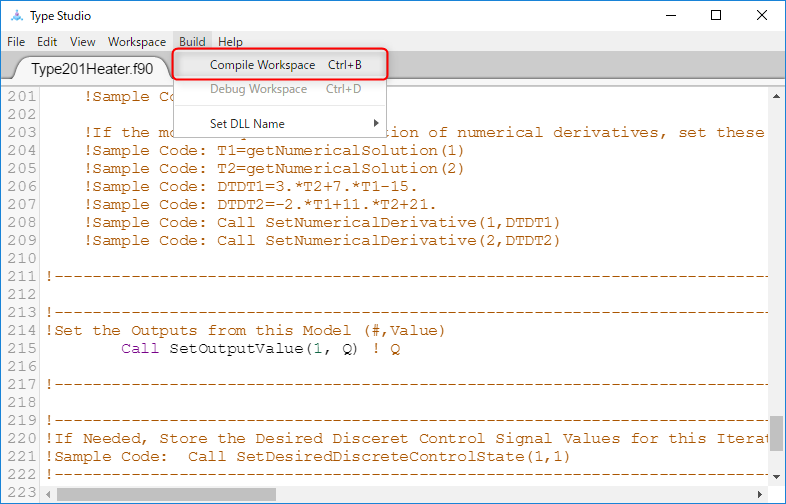 Type Studio
File Edit View Workspace Build Help
Type201Heater.f90
Compile Workspace Ctrl+B
Debug Workspace Ctrl+D
Set DLL Name
201 !Sample Co
202
203 !If the mo tion of numerical derivatives, set these
204 !Sample Code: T1=getNumericalSolution(1)
205 !Sample Code: T2=getNumericalSolution(2)
206 !Sample Code: DTDT1=3.*T2+7.*T1-15.
207 !Sample Code: DTDT2=-2.*T1+11.*T2+21.
208 !Sample Code: Call SetNumericalDerivative(1,DTDT1)
209 !Sample Code: Call SetNumericalDerivative(2,DTDT2)
210
211 !-----------------------------------------------------------------------------
212
213 !-----------------------------------------------------------------------------
214 !Set the Outputs from this Model (#,Value)
215 Call SetOutputValue(1, Q) ! Q
216
217 !-----------------------------------------------------------------------------
218
219 !-----------------------------------------------------------------------------
220 !If Needed, Store the Desired Disceret Control Signal Values for this Iterat
221 !Sample Code:  Call SetDesiredDiscreteControlState(1,1)
222 !-----------------------------------------------------------------------------
223